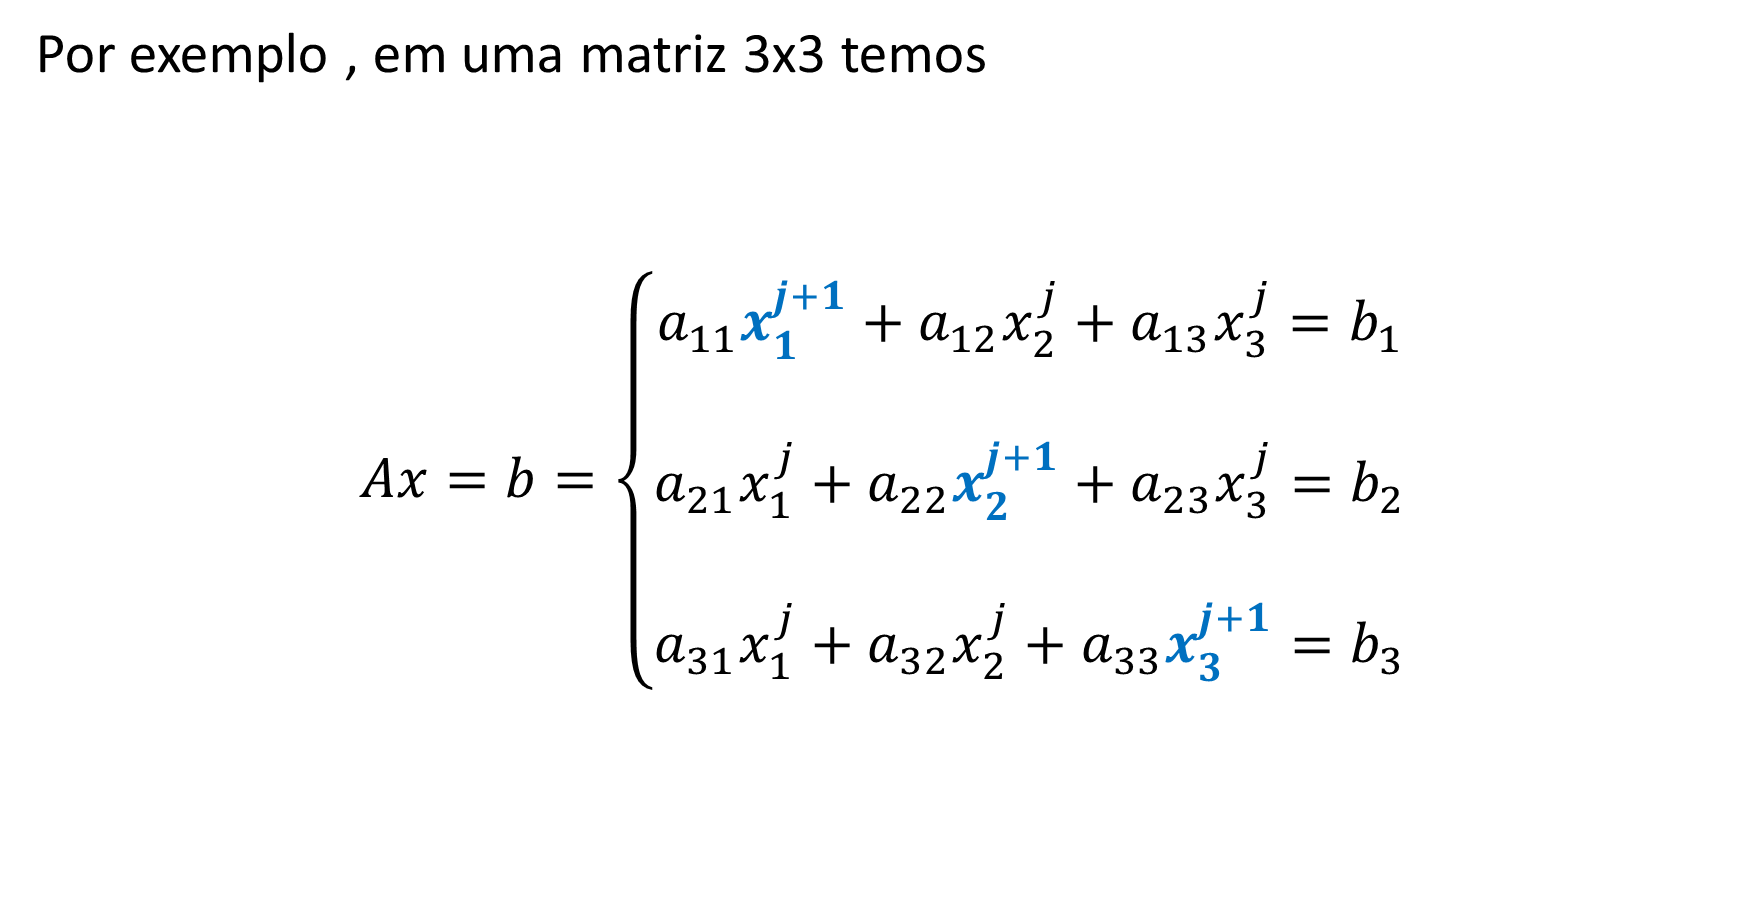 Por exemplo , em uma matriz 3x3 temos
a₁₁x₁ʲ⁺¹ + a₁₂x₂ʲ + a₁₃x₃ʲ = b₁
Ax = b = { a₂₁x₁ʲ + a₂₂x₂ʲ⁺¹ + a₂₃x₃ʲ = b₂
a₃₁x₁ʲ + a₃₂x₂ʲ + a₃₃x₃ʲ⁺¹ = b₃